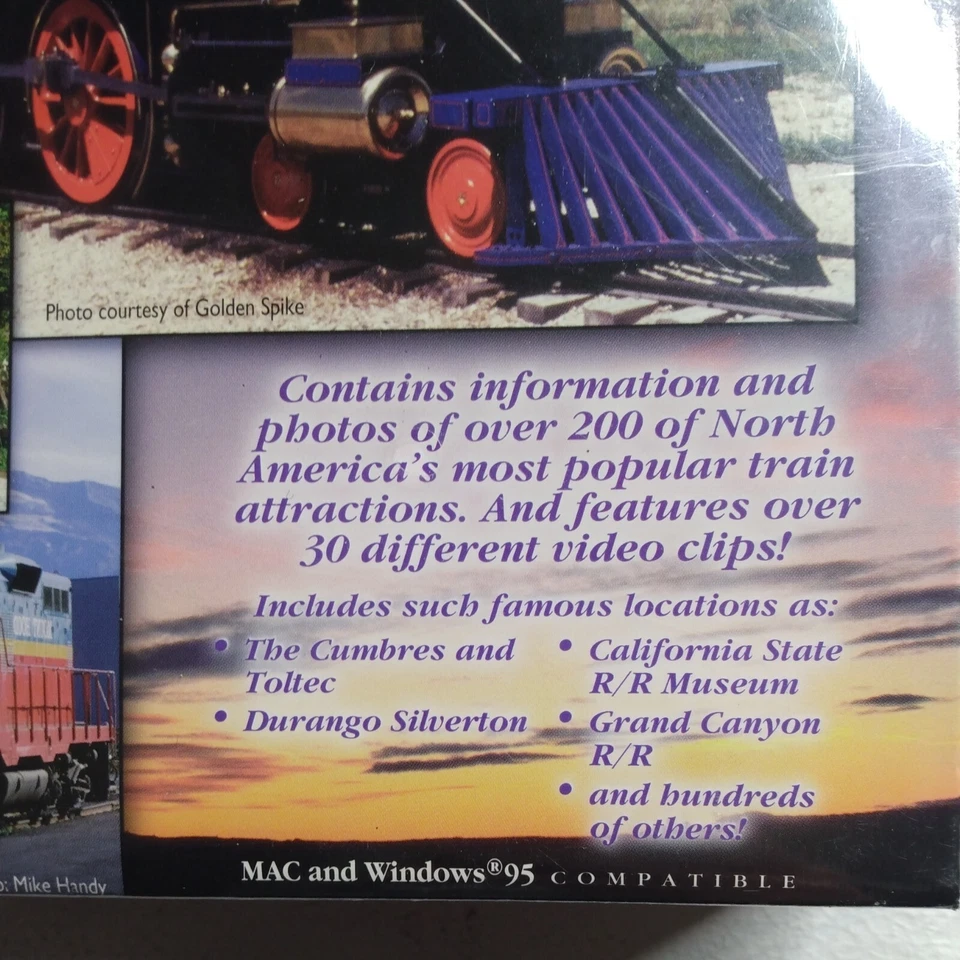 Photo courtesy of Golden Spike
Contains information and
photos of over 200 of North
America's most popular train
attractions. And features over
30 different video clips!
Includes such famous locations as:
• The Cumbres and
Toltec
• Durango Silverton
• California State
R/R Museum
• Grand Canyon
R/R
• and hundreds
of others!
: Mike Handy
MAC and Windows®95 COMPATIBLE